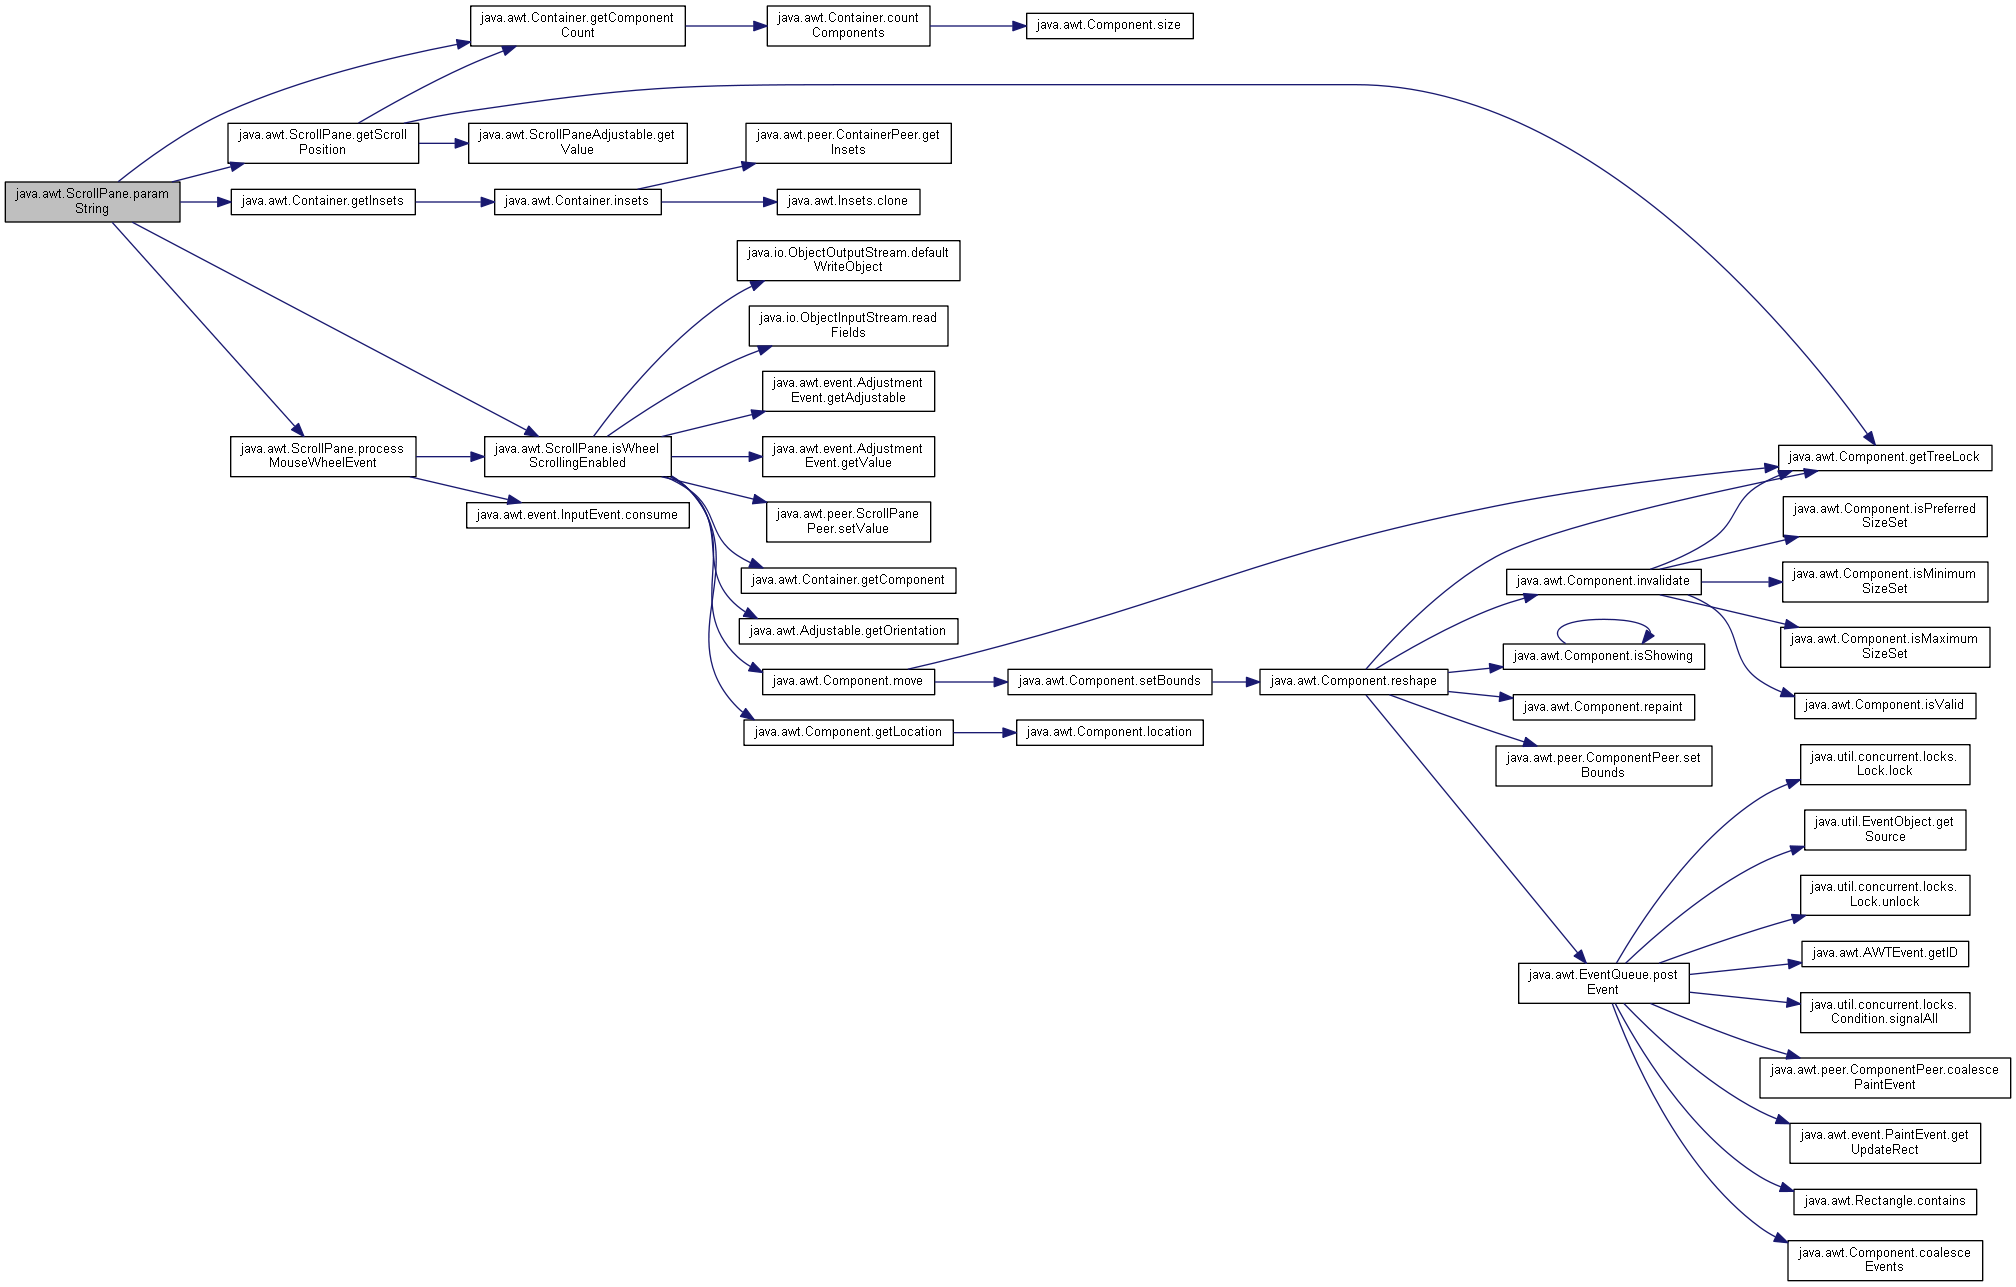 java.awt.ScrollPane.param
String
java.awt.Container.getComponent
Count
java.awt.Container.count
Components
java.awt.Component.size
java.awt.ScrollPane.getScroll
Position
java.awt.ScrollPaneAdjustable.get
Value
java.awt.peer.ContainerPeer.get
Insets
java.awt.Container.getInsets
java.awt.Container.insets
java.awt.Insets.clone
java.io.ObjectOutputStream.default
WriteObject
java.io.ObjectInputStream.read
Fields
java.awt.event.Adjustment
Event.getAdjustable
java.awt.ScrollPane.process
MouseWheelEvent
java.awt.ScrollPane.isWheel
ScrollingEnabled
java.awt.event.Adjustment
Event.getValue
java.awt.event.InputEvent.consume
java.awt.peer.ScrollPane
Peer.setValue
java.awt.Container.getComponent
java.awt.Adjustable.getOrientation
java.awt.Component.move
java.awt.Component.setBounds
java.awt.Component.reshape
java.awt.Component.getLocation
java.awt.Component.location
java.awt.Component.getTreeLock
java.awt.Component.isPreferred
SizeSet
java.awt.Component.invalidate
java.awt.Component.isMinimum
SizeSet
java.awt.Component.isMaximum
SizeSet
java.awt.Component.isShowing
java.awt.Component.isValid
java.awt.Component.repaint
java.awt.peer.ComponentPeer.set
Bounds
java.util.concurrent.locks.
Lock.lock
java.util.EventObject.get
Source
java.util.concurrent.locks.
Lock.unlock
java.awt.AWTEvent.getID
java.awt.EventQueue.post
Event
java.util.concurrent.locks.
Condition.signalAll
java.awt.peer.ComponentPeer.coalesce
PaintEvent
java.awt.event.PaintEvent.get
UpdateRect
java.awt.Rectangle.contains
java.awt.Component.coalesce
Events